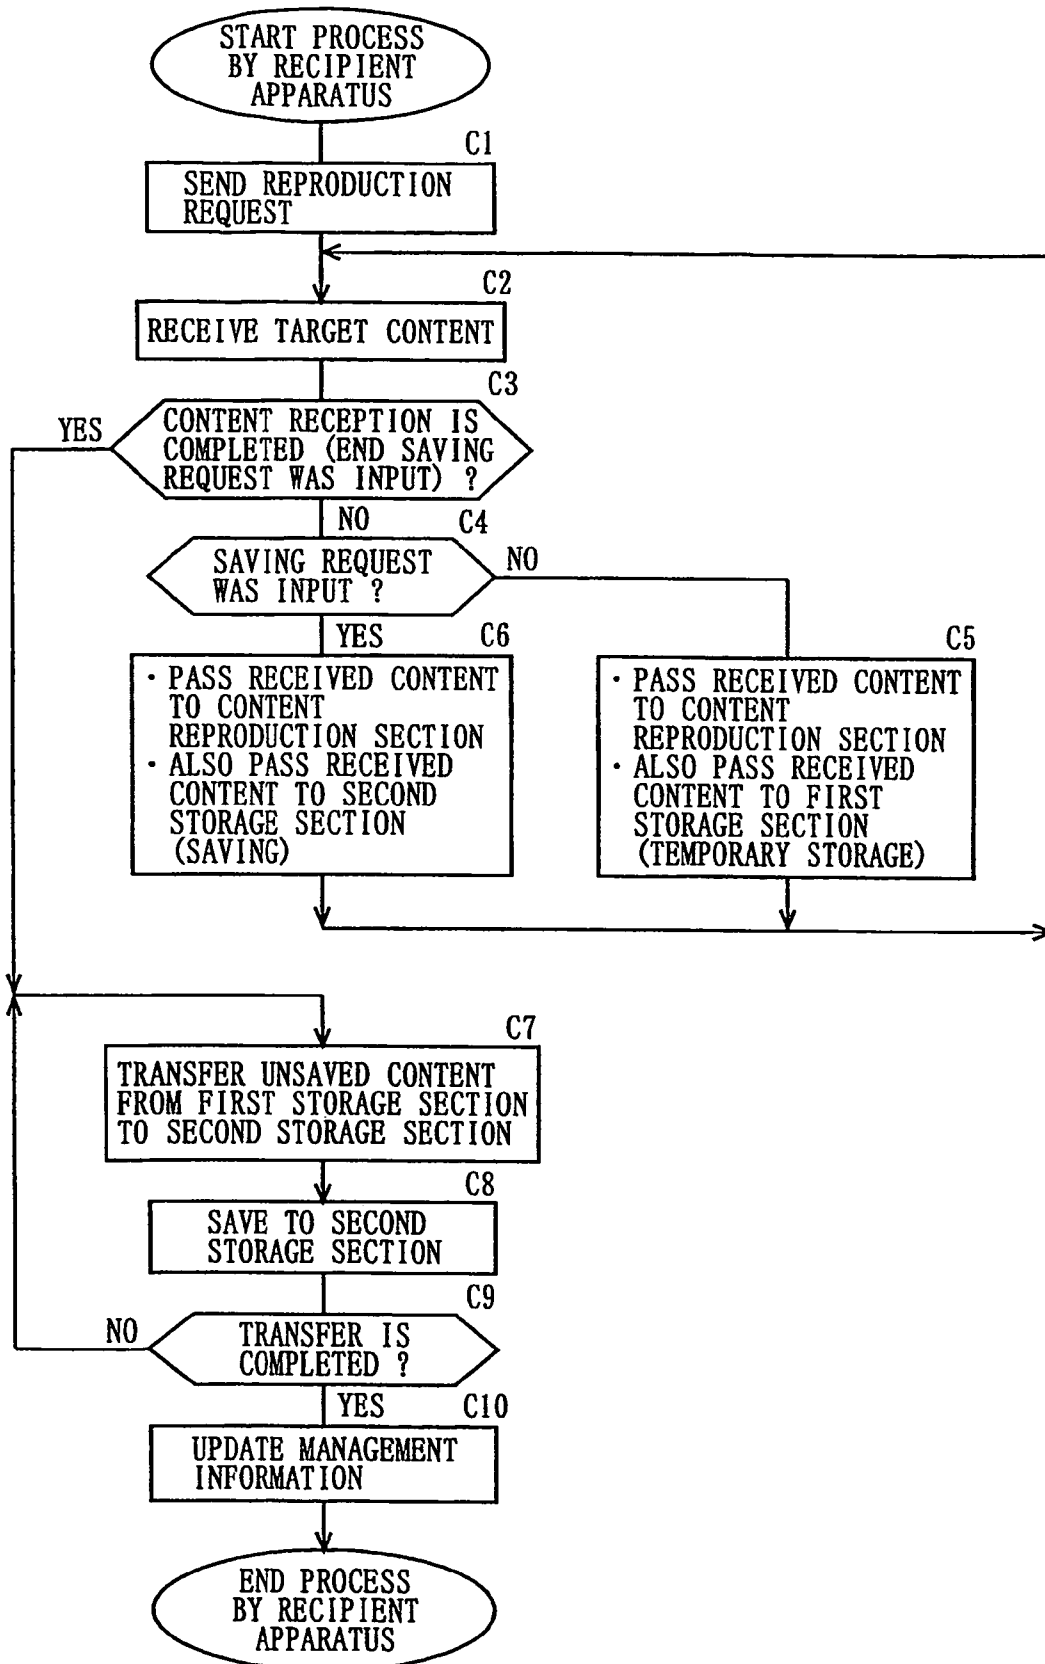 START PROCESS
BY RECIPIENT
APPARATUS
C1
SEND REPRODUCTION
REQUEST
C2
RECEIVE TARGET CONTENT
C3
YES
CONTENT RECEPTION IS
COMPLETED (END SAVING
REQUEST WAS INPUT) ?
NO
C4
SAVING REQUEST
WAS INPUT ?
NO
YES
C6
· PASS RECEIVED CONTENT
TO CONTENT
REPRODUCTION SECTION
· ALSO PASS RECEIVED
CONTENT TO SECOND
STORAGE SECTION
(SAVING)
C5
· PASS RECEIVED CONTENT
TO CONTENT
REPRODUCTION SECTION
· ALSO PASS RECEIVED
CONTENT TO FIRST
STORAGE SECTION
(TEMPORARY STORAGE)
C7
TRANSFER UNSAVED CONTENT
FROM FIRST STORAGE SECTION
TO SECOND STORAGE SECTION
C8
SAVE TO SECOND
STORAGE SECTION
C9
NO
TRANSFER IS
COMPLETED ?
YES
C10
UPDATE MANAGEMENT
INFORMATION
END PROCESS
BY RECIPIENT
APPARATUS